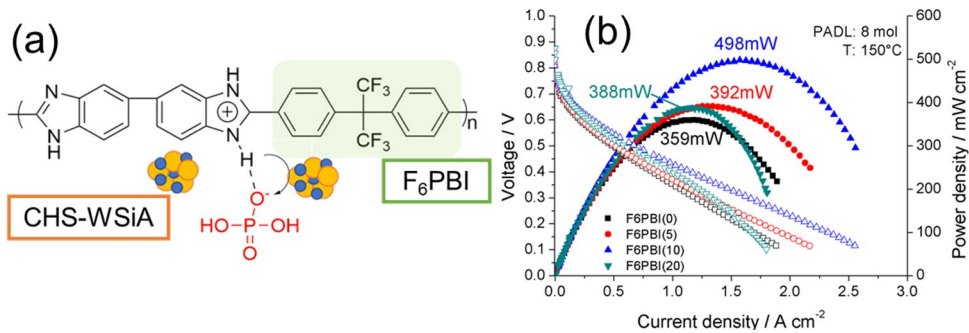 (a)
H
N
N
N
H
H
N
+
N
H
CF₃
CF₃
n
H
O⁻
HO-P-OH
O
CHS-WSiA
F₆PBI
(b)
PADL: 8 mol
T: 150°C
498mW
388mW
392mW
359mW
F6PBI(0)
F6PBI(5)
F6PBI(10)
F6PBI(20)
Voltage / V
1.0
0.9
0.8
0.7
0.6
0.5
0.4
0.3
0.2
0.1
0.0
Power density / mW cm⁻²
600
500
400
300
200
100
0
0.0 0.5 1.0 1.5 2.0 2.5 3.0
Current density / A cm⁻²